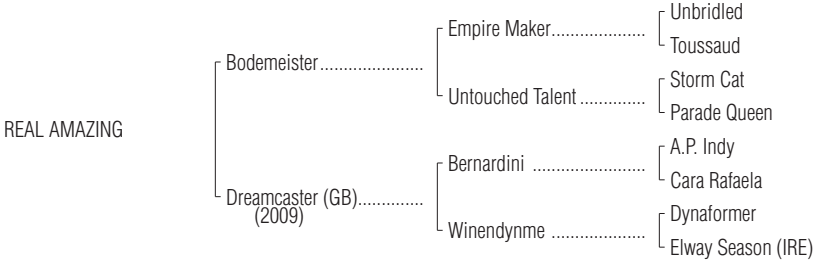 Unbridled
Empire Maker.....................
Toussaud
Bodemeister......................
Storm Cat
Untouched Talent ..............
Parade Queen
REAL AMAZING
A.P. Indy
Bernardini ........................
Cara Rafaela
Dreamcaster (GB)..............
(2009)
Dynaformer
Winendynme ....................
Elway Season (IRE)